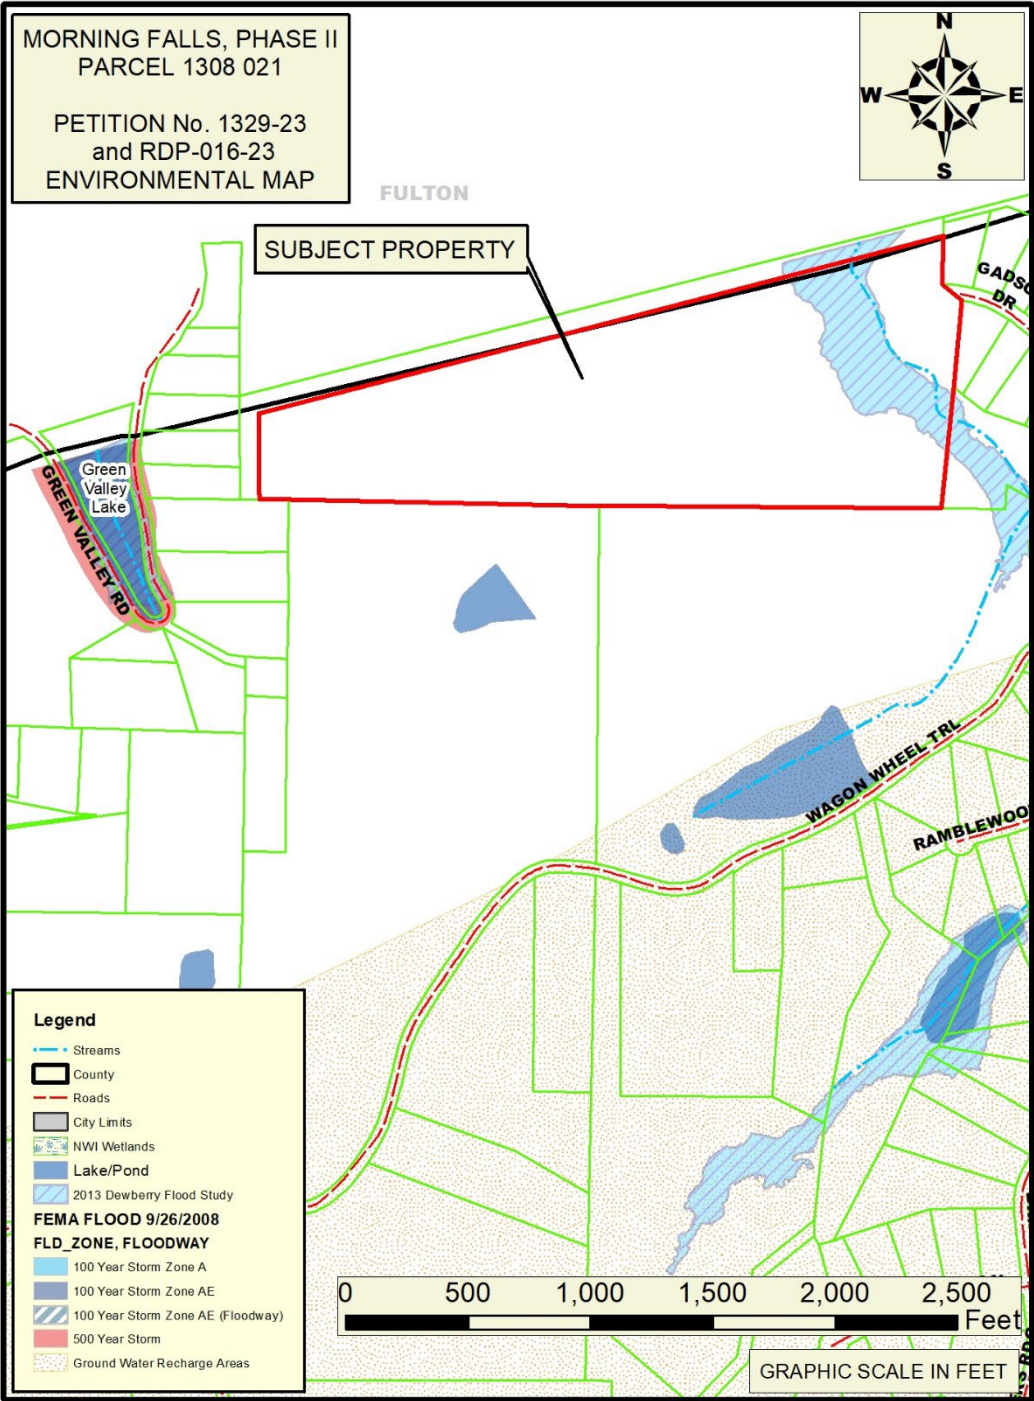 MORNING FALLS, PHASE II
PARCEL 1308 021
PETITION No. 1329-23
and RDP-016-23
ENVIRONMENTAL MAP
N
W
E
S
FULTON
SUBJECT PROPERTY
DR
Green
Valley
Lake
GREEN VALLEY RD
WAGON WHEEL TRL
Legend
Streams
County
Roads
City Limits
NWI Wetlands
Lake/Pond
2013 Dewberry Flood Study
FEMA FLOOD 9/26/2008
FLD_ZONE, FLOODWAY
100 Year Storm Zone A
100 Year Storm Zone AE
100 Year Storm Zone AE (Floodway)
500 Year Storm
Ground Water Recharge Areas
0 500 1,000 1,500 2,000 2,500
Feet
GRAPHIC SCALE IN FEET